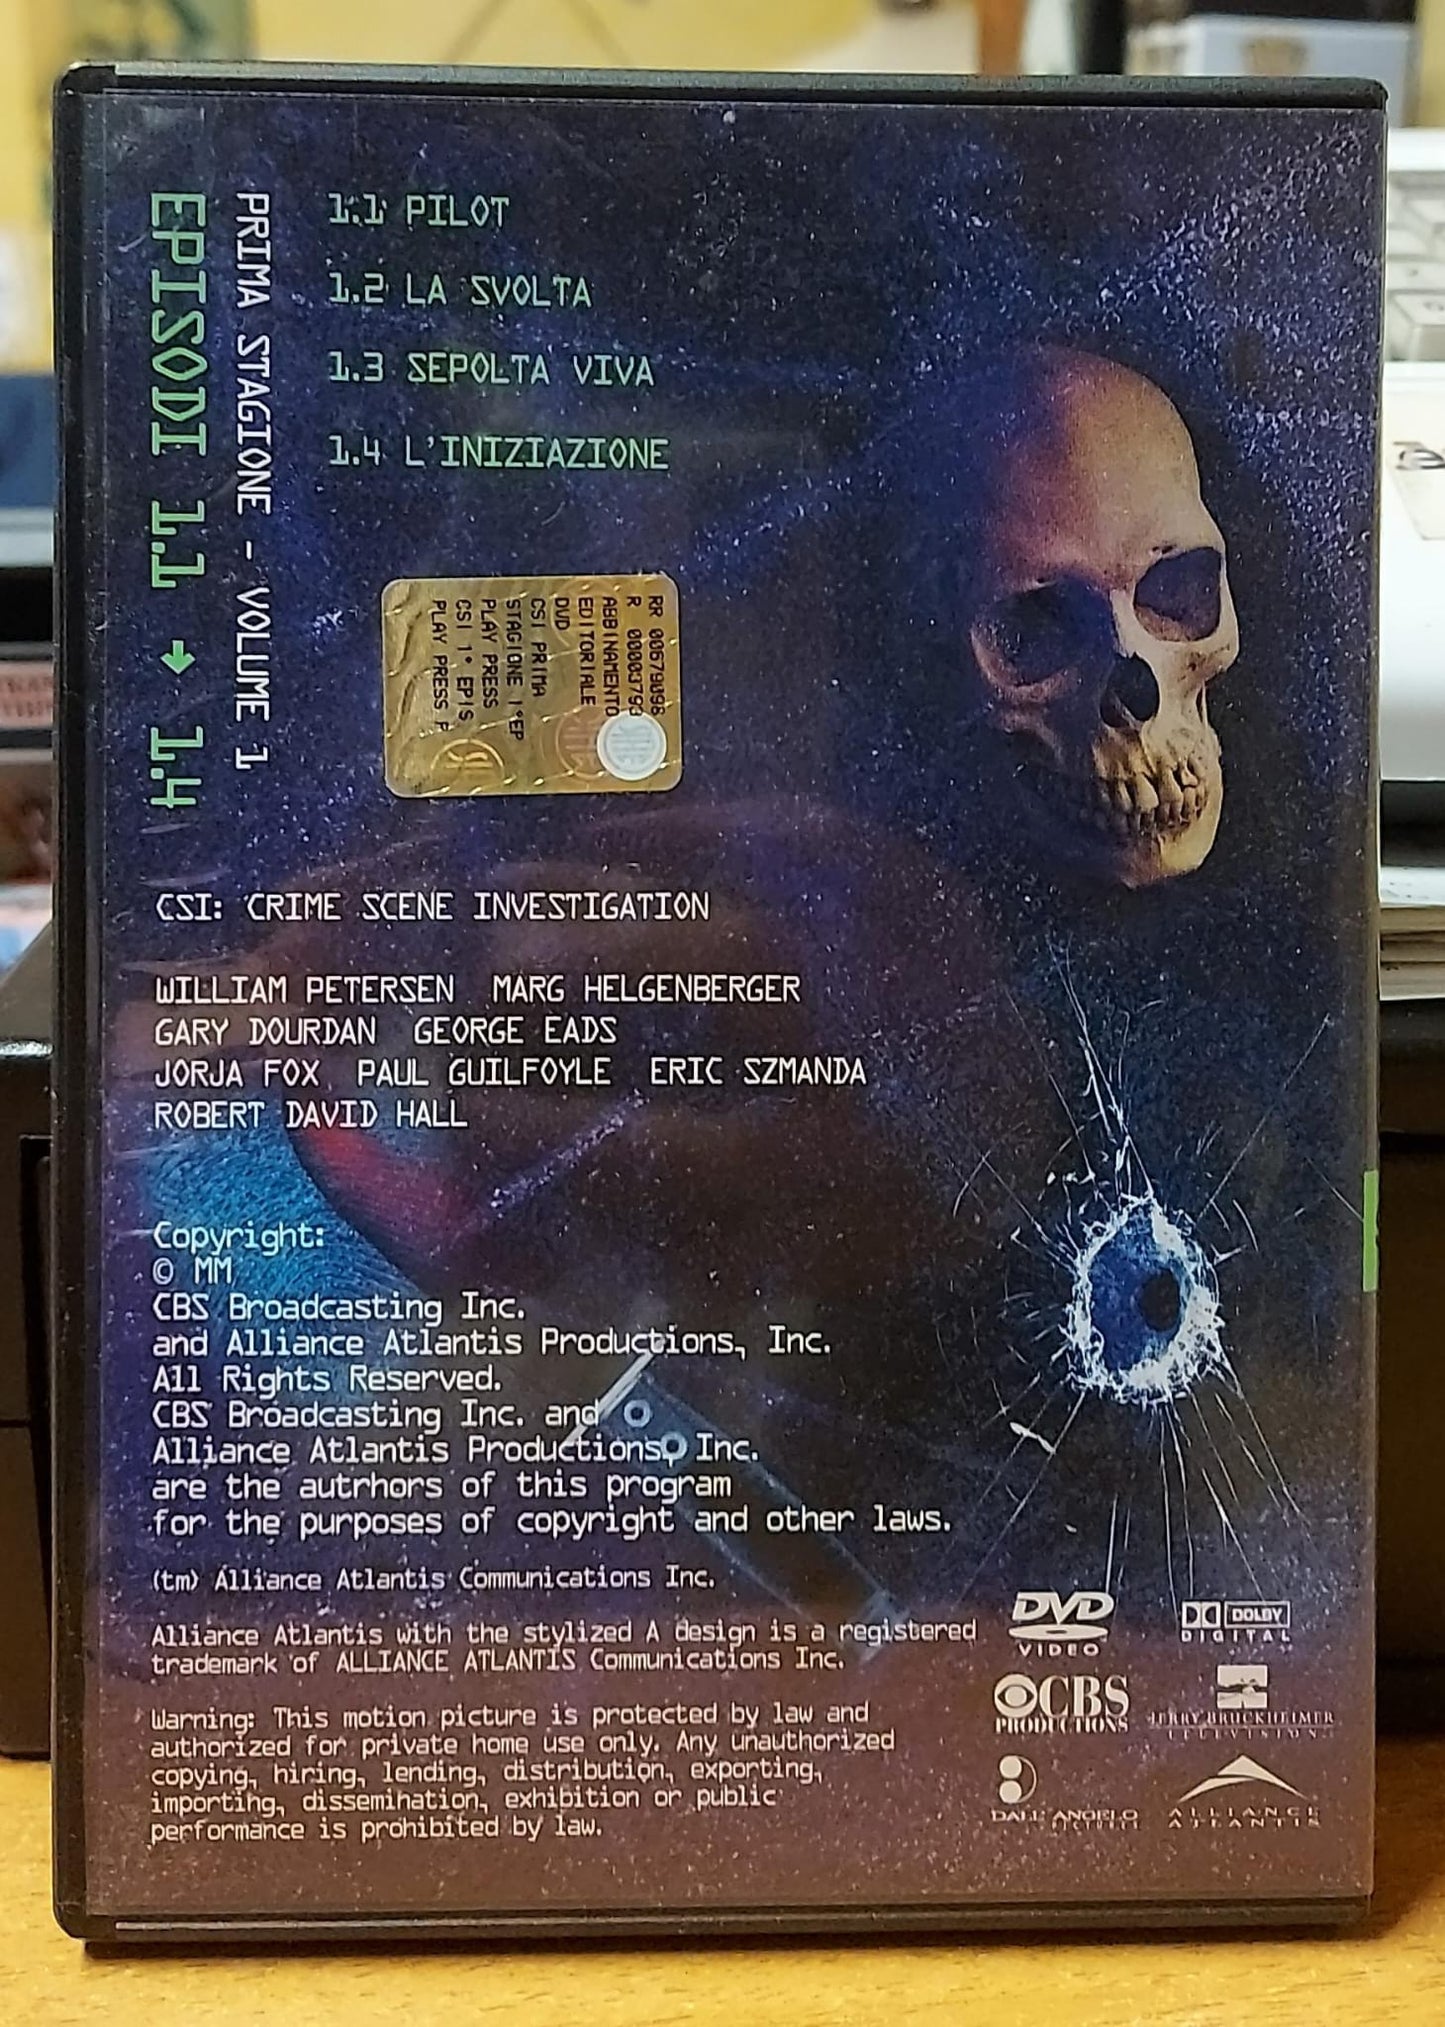 EPISODI 1.1 → 1.4
PRIMA STAGIONE - VOLUME 1
1.1 PILOT
1.2 LA SVOLTA
1.3 SEPOLTA VIVA
1.4 L'INIZIAZIONE
RR 00679098
R 00003793
ABBINAMENTO
EDITORIALE
DVD
CSI PRIMA
STAGIONE 1°EP
PLAY PRESS
CSI 1° EPIS
PLAY PRESS P
CSI: CRIME SCENE INVESTIGATION
WILLIAM PETERSEN MARG HELGENBERGER
GARY DOURDAN GEORGE EADS
JORJA FOX PAUL GUILFOYLE ERIC SZMANDA
ROBERT DAVID HALL
Copyright:
© MM
CBS Broadcasting Inc.
and Alliance Atlantis Productions, Inc.
All Rights Reserved.
CBS Broadcasting Inc. and
Alliance Atlantis Productions, Inc.
are the autrhors of this program
for the purposes of copyright and other laws.
(tm) Alliance Atlantis Communications Inc.
Alliance Atlantis with the stylized A design is a registered
trademark of ALLIANCE ATLANTIS Communications Inc.
Warning: This motion picture is protected by law and
authorized for private home use only. Any unauthorized
copying, hiring, lending, distribution, exporting,
importing, dissemination, exhibition or public
performance is prohibited by law.
DVD
VIDEO
DOLBY
DIGITAL
CBS
PRODUCTIONS
JERRY BRUCKHEIMER
TELEVISION
DALL'ANGELO
PICTURES
ALLIANCE
ATLANTIS